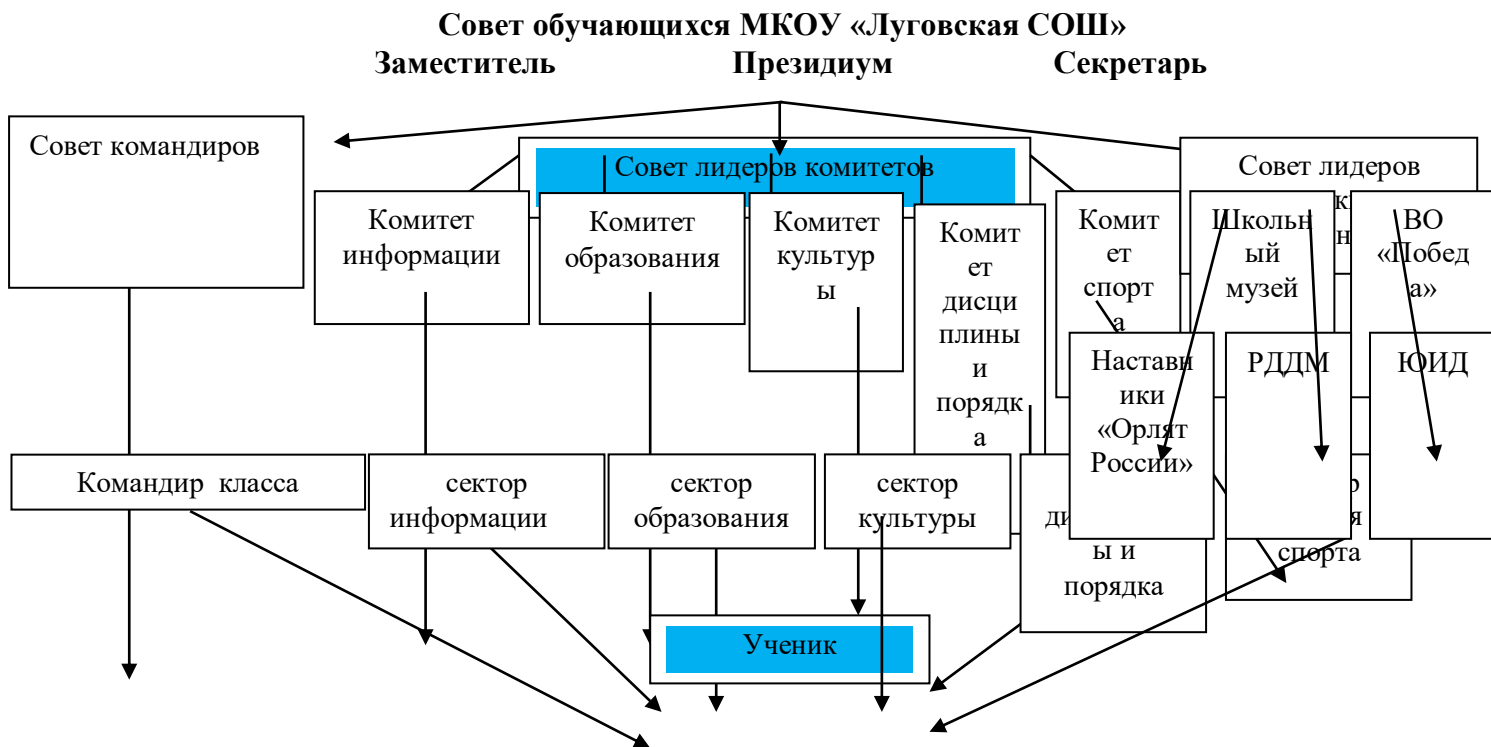 Совет обучающихся МКОУ «Луговская СОШ»
Заместитель Президиум Секретарь
Совет командиров
Совет лидеров комитетов
Совет лидеров
Комитет
информации
Комитет
образования
Комитет
культур
ы
Комит
ет
дисци
плины
и
порядк
а
Комит
ет
спорт
а
Школьн
ый
музей
ВО
«Побед
а»
Наставн
ики
«Орлят
России»
РДДМ
ЮИД
Командир класса
сектор
информации
сектор
образования
сектор
культуры
ы и
порядка
спорта
Ученик